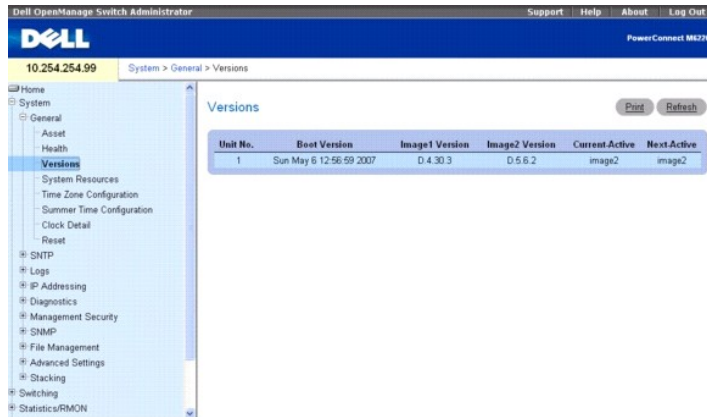 Dell OpenManage Switch Administrator
Support Help About Log Out
DELL
PowerConnect M6220
10.254.254.99
System > General > Versions
Home
System
General
Asset
Health
Versions
System Resources
Time Zone Configuration
Summer Time Configuration
Clock Detail
Reset
SNTP
Logs
IP Addressing
Diagnostics
Management Security
SNMP
File Management
Advanced Settings
Stacking
Switching
Statistics/RMON
Versions
Print Refresh
Unit No. Boot Version Image1 Version Image2 Version Current-Active Next-Active
1 Sun May 6 12:56:59 2007 D.4.30.3 D.5.6.2 image2 image2